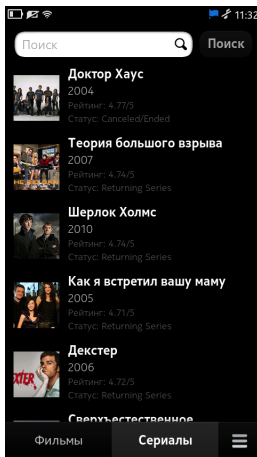 11:32
Поиск Поиск
Доктор Хаус
2004
Рейтинг: 4.77/5
Статус: Canceled/Ended
Теория большого взрыва
2007
Рейтинг: 4.74/5
Статус: Returning Series
Шерлок Холмс
2010
Рейтинг: 4.74/5
Статус: Returning Series
Как я встретил вашу маму
2005
Рейтинг: 4.71/5
Статус: Returning Series
Декстер
2006
Рейтинг: 4.72/5
Статус: Returning Series
Сверхъестественное
Фильмы Сериалы